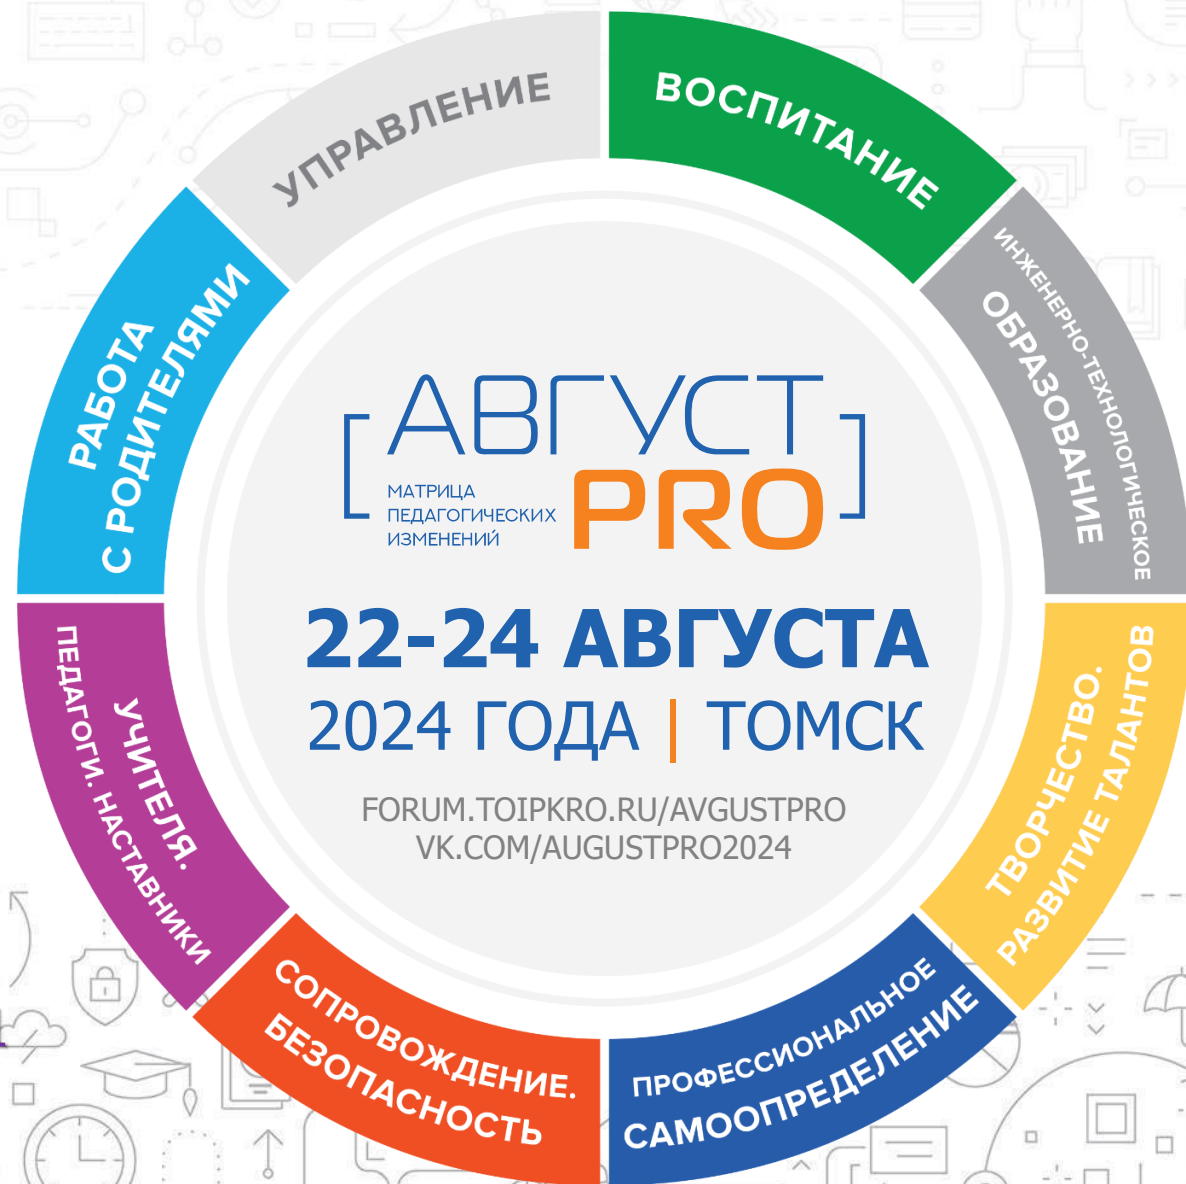 УПРАВЛЕНИЕ
ВОСПИТАНИЕ
ИНЖЕНЕРНО-ТЕХНОЛОГИЧЕСКОЕ
ОБРАЗОВАНИЕ
ТВОРЧЕСТВО.
РАЗВИТИЕ ТАЛАНТОВ
ПРОФЕССИОНАЛЬНОЕ
САМООПРЕДЕЛЕНИЕ
СОПРОВОЖДЕНИЕ.
БЕЗОПАСНОСТЬ
УЧИТЕЛЯ.
ПЕДАГОГИ. НАСТАВНИКИ
РАБОТА
С РОДИТЕЛЯМИ
[АВГУСТ
PRO]
МАТРИЦА
ПЕДАГОГИЧЕСКИХ
ИЗМЕНЕНИЙ
22-24 АВГУСТА
2024 ГОДА | ТОМСК
FORUM.TOIPKRO.RU/AVGUSTPRO
VK.COM/AUGUSTPRO2024